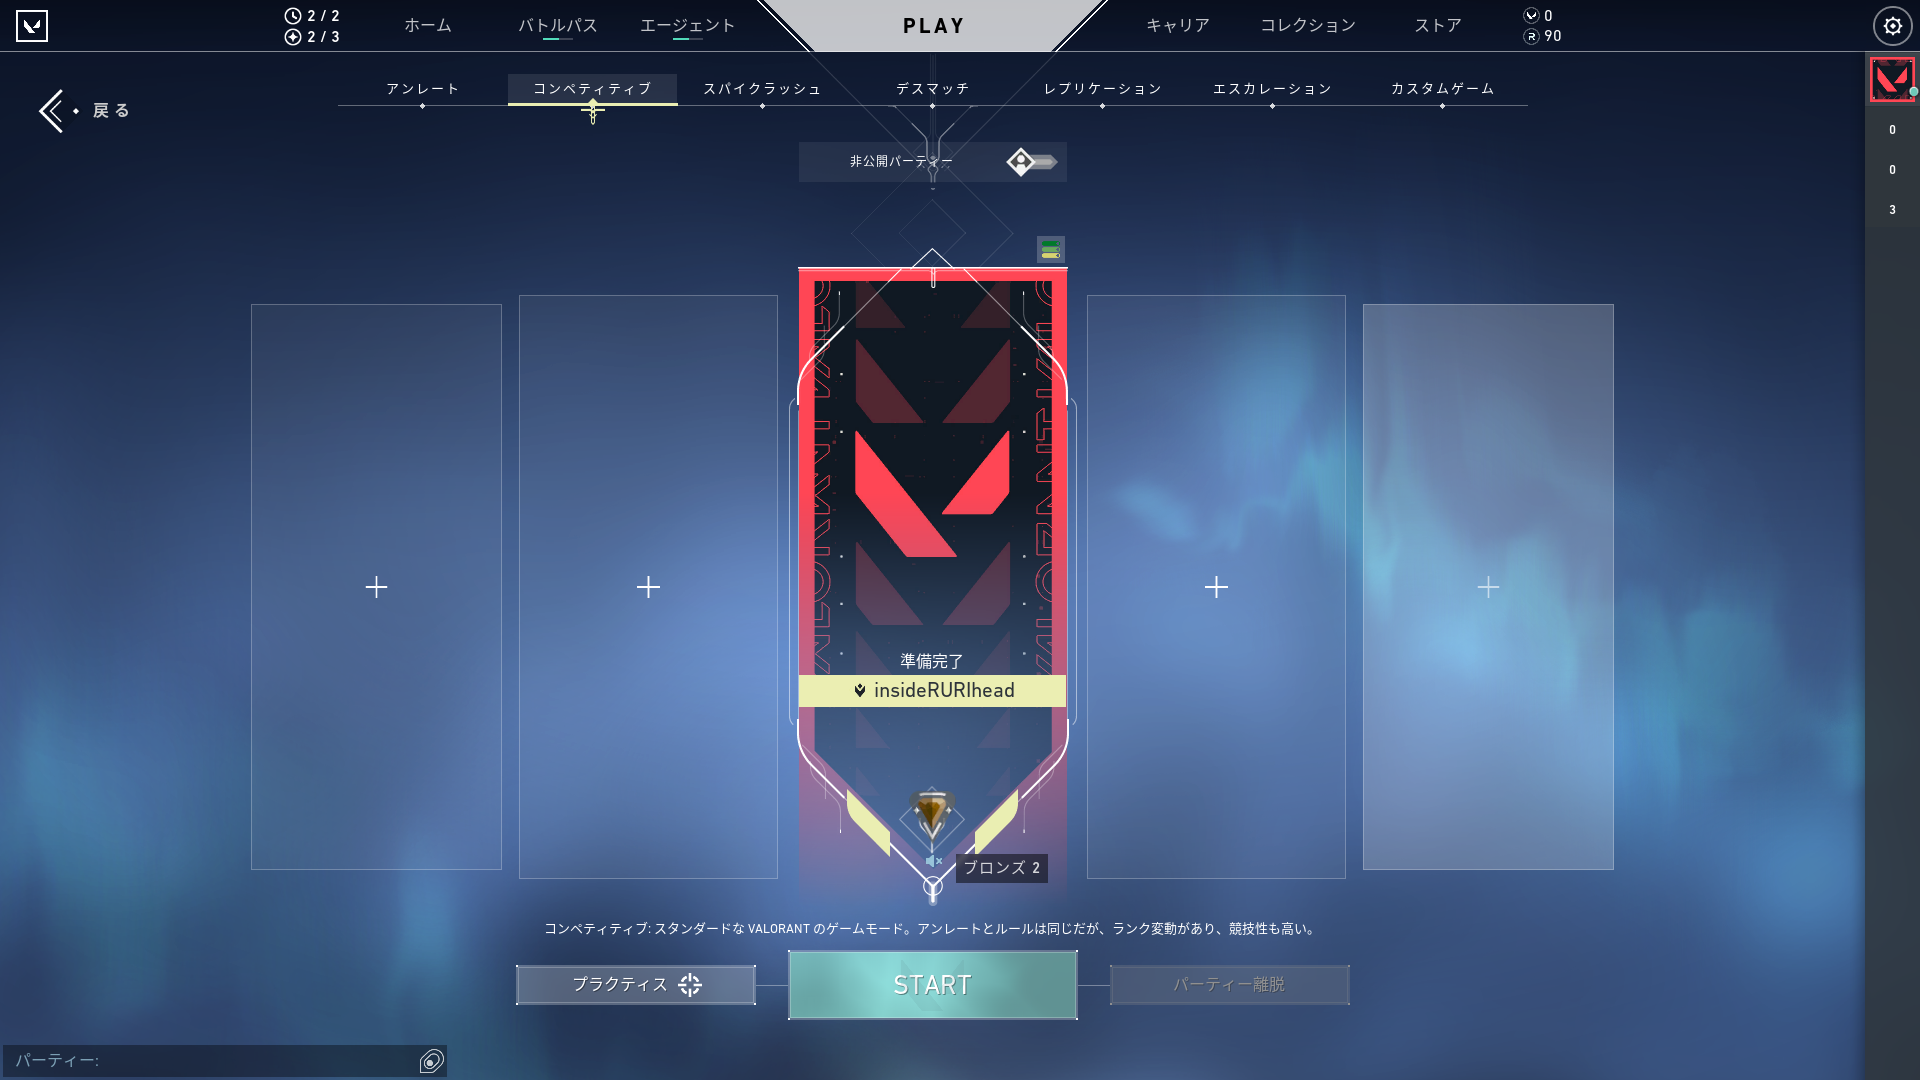 2 / 2
2 / 3
ホーム
バトルパス
エージェント
PLAY
キャリア
コレクション
ストア
0
90
戻る
アンレート
コンペティティブ
スパイクラッシュ
デスマッチ
レプリケーション
エスカレーション
カスタムゲーム
0
0
3
非公開パーティー
準備完了
insideRURIhead
ブロンズ 2
コンペティティブ: スタンダードな VALORANT のゲームモード。アンレートとルールは同じだが、ランク変動があり、競技性も高い。
プラクティス
START
パーティー離脱
パーティー: